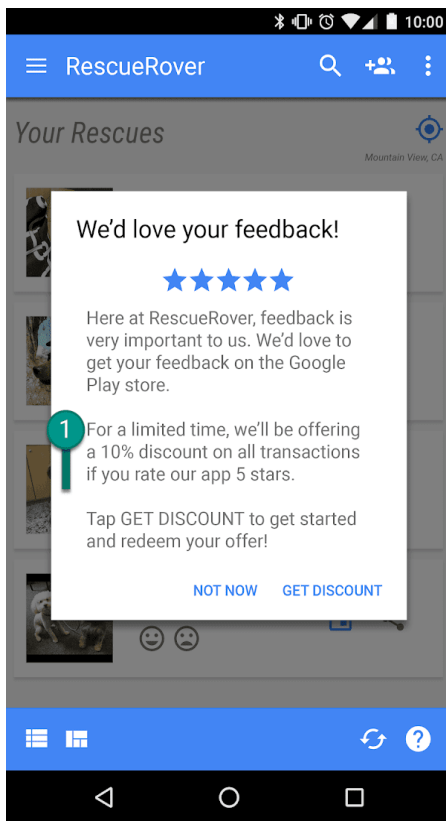 10:00
RescueRover
Your Rescues
Mountain View, CA
We’d love your feedback!
Here at RescueRover, feedback is
very important to us. We’d love to
get your feedback on the Google
Play store.
1
For a limited time, we’ll be offering
a 10% discount on all transactions
if you rate our app 5 stars.
Tap GET DISCOUNT to get started
and redeem your offer!
NOT NOW GET DISCOUNT